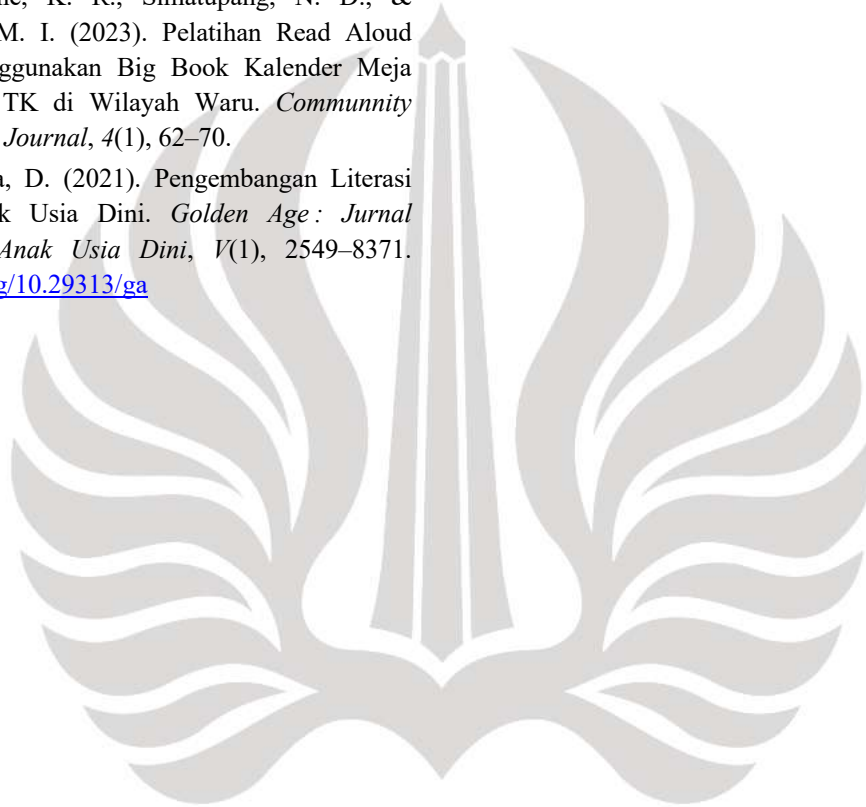 K. R., Simatupang, N. D., &
M. I. (2023). Pelatihan Read Aloud
Big Book Kalender Meja
TK di Wilayah Waru. Communnity
Journal, 4(1), 62–70.
D. (2021). Pengembangan Literasi
Usia Dini. Golden Age : Jurnal
Anak Usia Dini, V(1), 2549–8371.
g/10.29313/ga